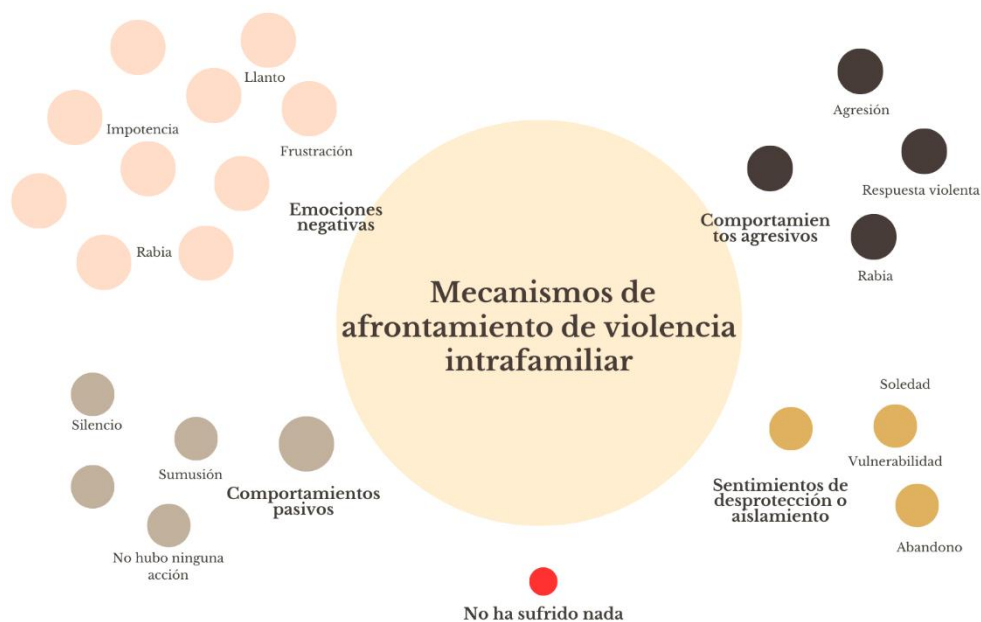 Llanto
Impotencia
Frustración
Emociones
negativas
Rabia
Agresión
Respuesta violenta
Comportamien
tos agresivos
Rabia
Mecanismos de
afrontamiento de violencia
intrafamiliar
Silencio
Sumusión
Comportamientos
pasivos
No hubo ninguna
acción
Soledad
Vulnerabilidad
Sentimientos de
desprotección o
aislamiento
Abandono
No ha sufrido nada